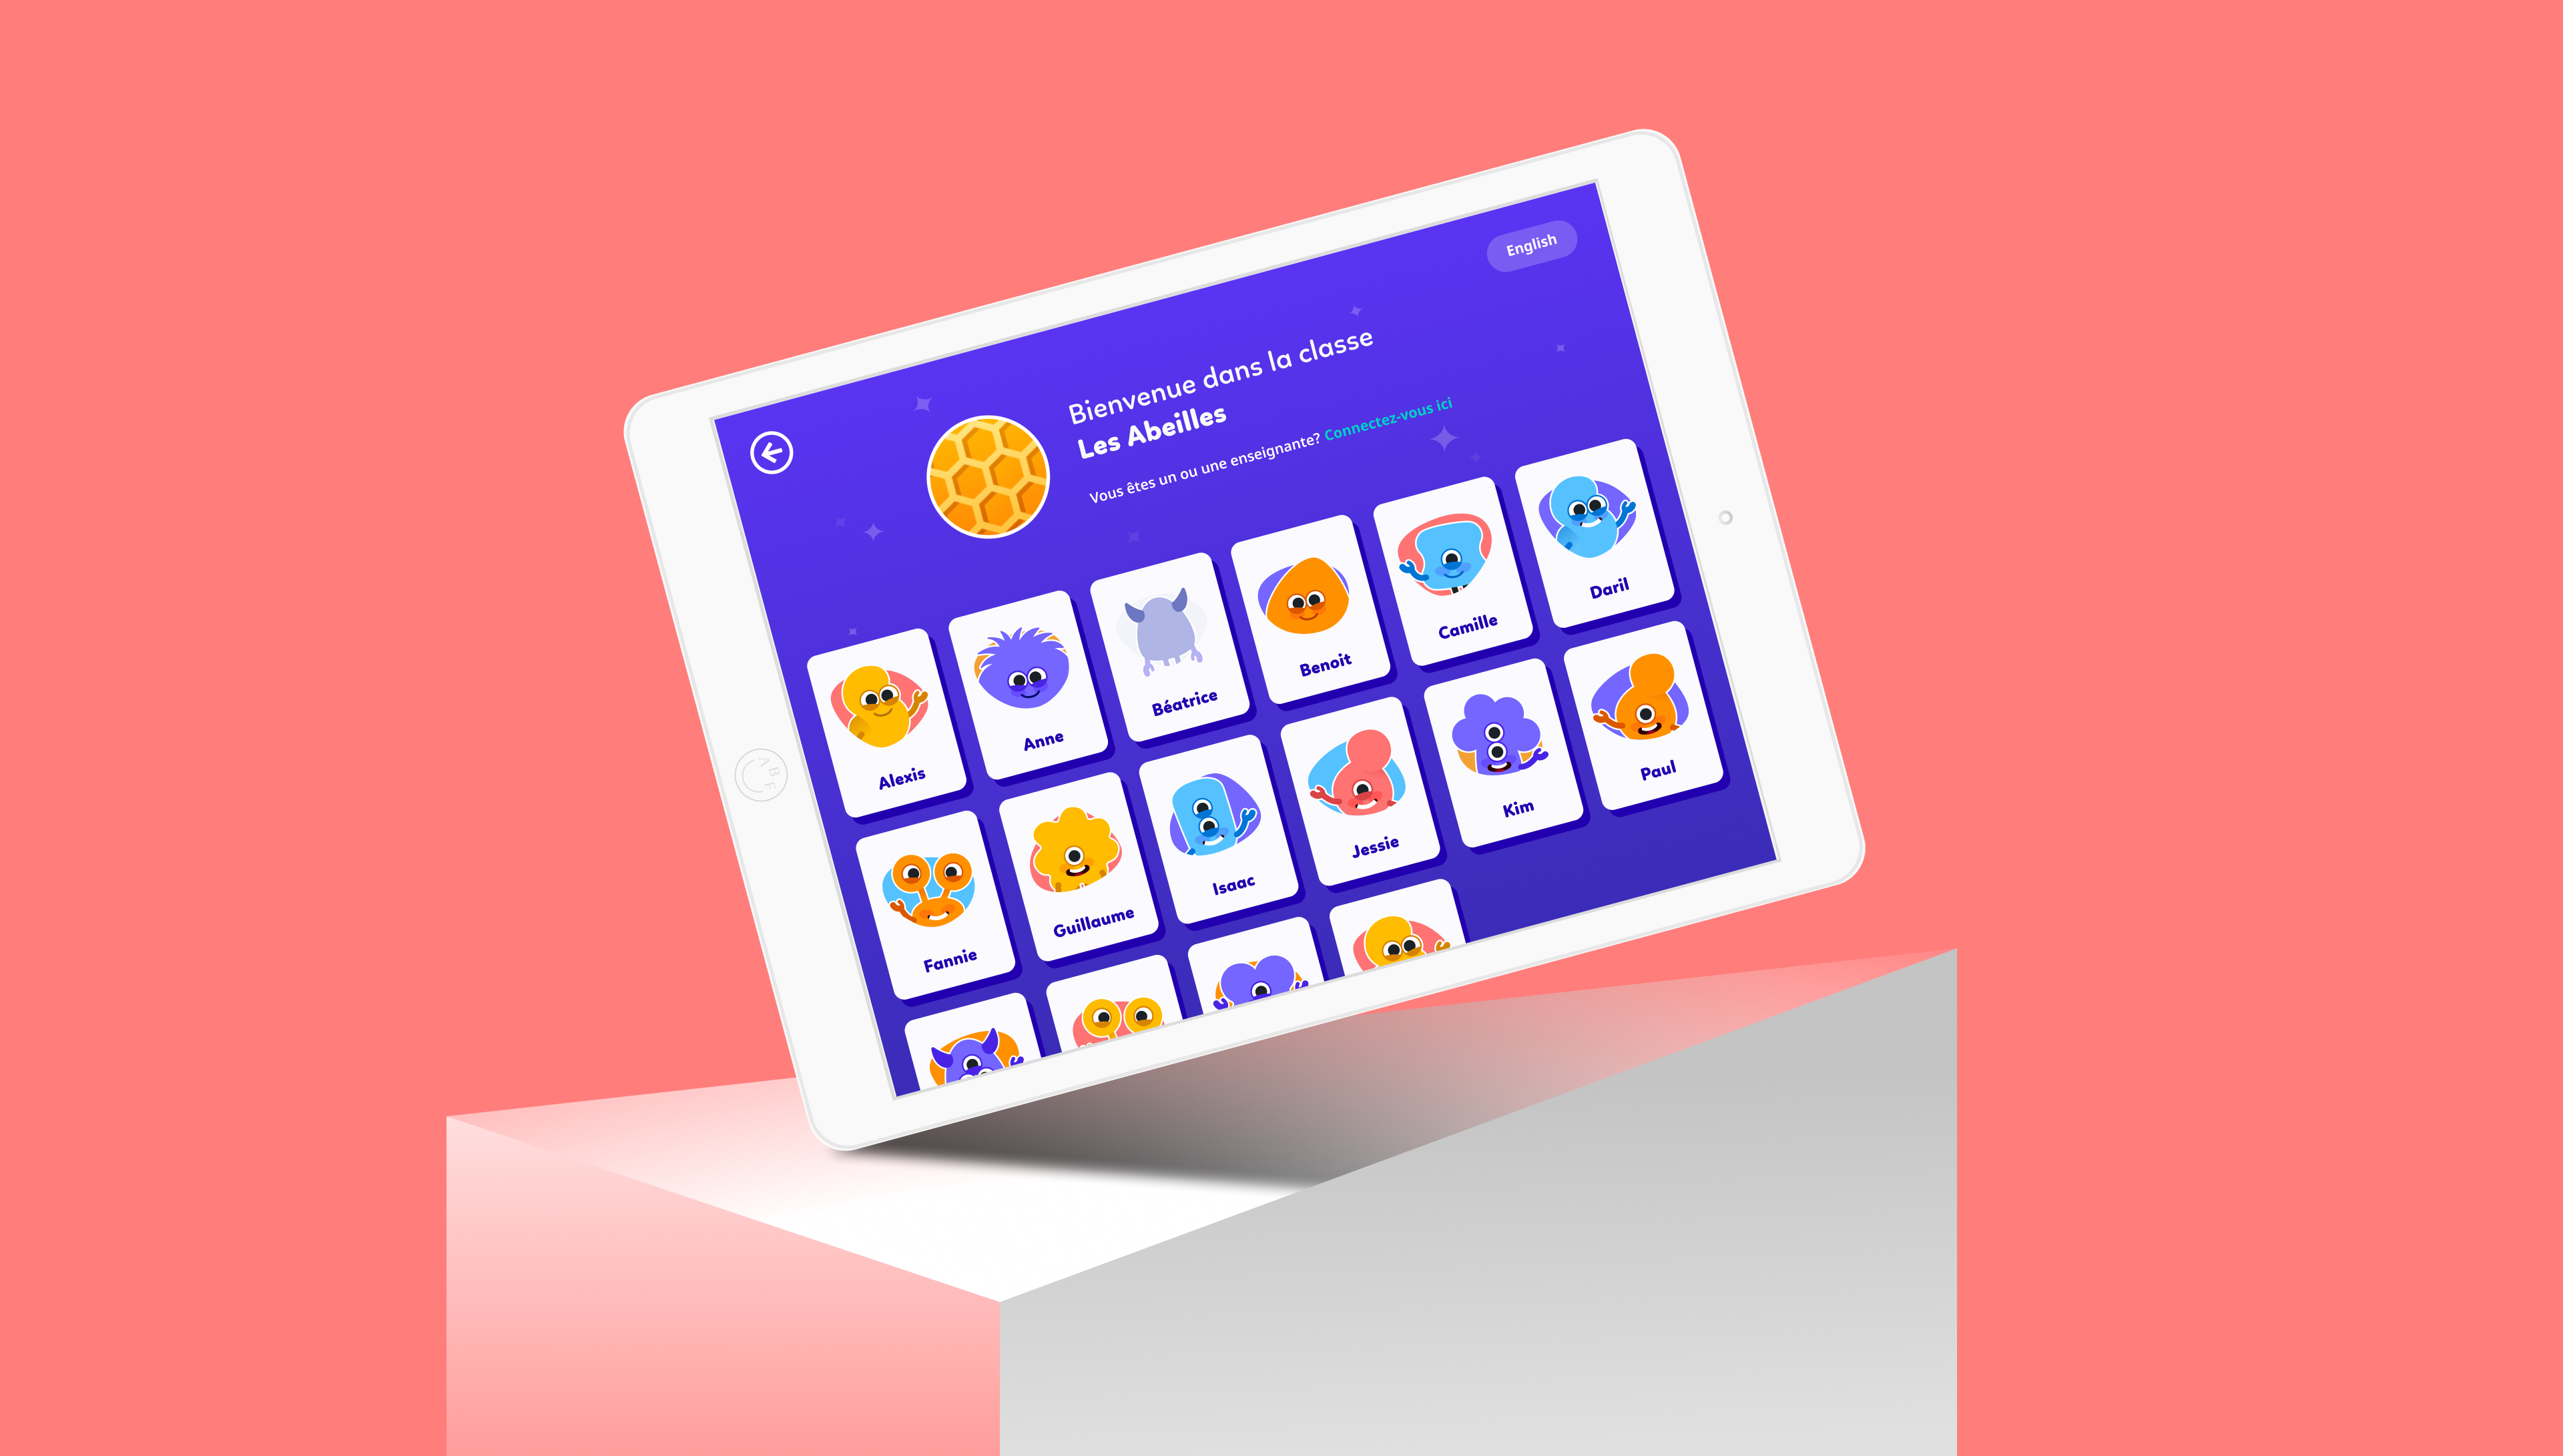 English
Bienvenue dans la classe
Les Abeilles
Vous êtes un ou une enseignante? Connectez-vous ici
Alexis
Anne
Béatrice
Benoit
Camille
Daril
Fannie
Guillaume
Isaac
Jessie
Kim
Paul